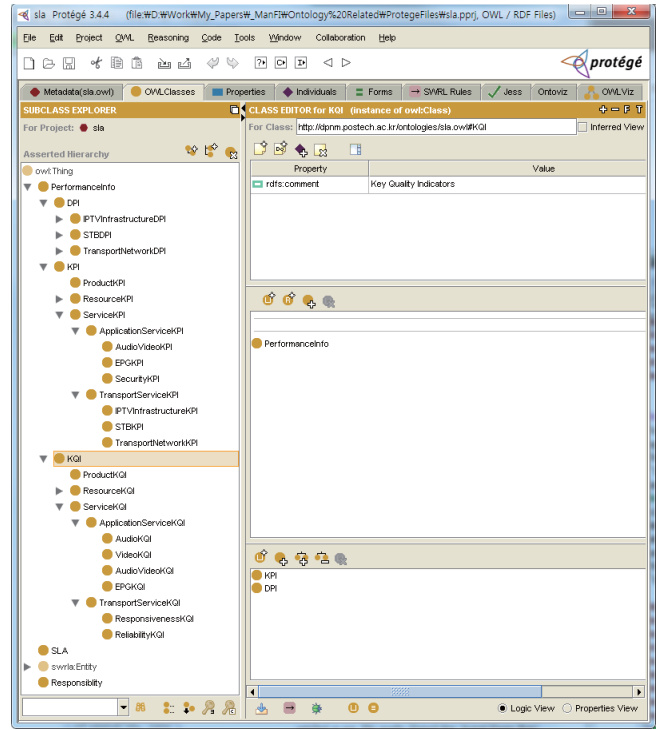 sla Protégé 3.4.4 (file:₩D:₩Work₩My_Papers₩_ManFI₩Ontology%20Related₩ProtegeFiles₩sla.pprj, OWL / RDF Files)
File Edit Project OWL Reasoning Code Tools Window Collaboration Help
protégé
Metadata(sla.owl) OWLClasses Properties Individuals Forms SWRL Rules Jess Ontoviz OWLViz
SUBCLASS EXPLORER
For Project: sla
Asserted Hierarchy
owl:Thing
PerformanceInfo
DPI
IPTVInfrastructureDPI
STBDPI
TransportNetworkDPI
KPI
ProductKPI
ResourceKPI
ServiceKPI
ApplicationServiceKPI
AudioVideoKPI
EPGKPI
SecurityKPI
TransportServiceKPI
IPTVInfrastructureKPI
STBKPI
TransportNetworkKPI
KQI
ProductKQI
ResourceKQI
ServiceKQI
ApplicationServiceKQI
AudioKQI
VideoKQI
AudioVideoKQI
EPGKQI
TransportServiceKQI
ResponsivenessKQI
ReliabilityKQI
SLA
swrla:Entity
Responsiblity
CLASS EDITOR for KQI (instance of owl:Class)
For Class: http://dpnm.postech.ac.kr/ontologies/sla.owl#KQI Inferred View
Property Value
rdfs:comment Key Quality Indicators
PerformanceInfo
KPI
DPI
Logic View Properties View